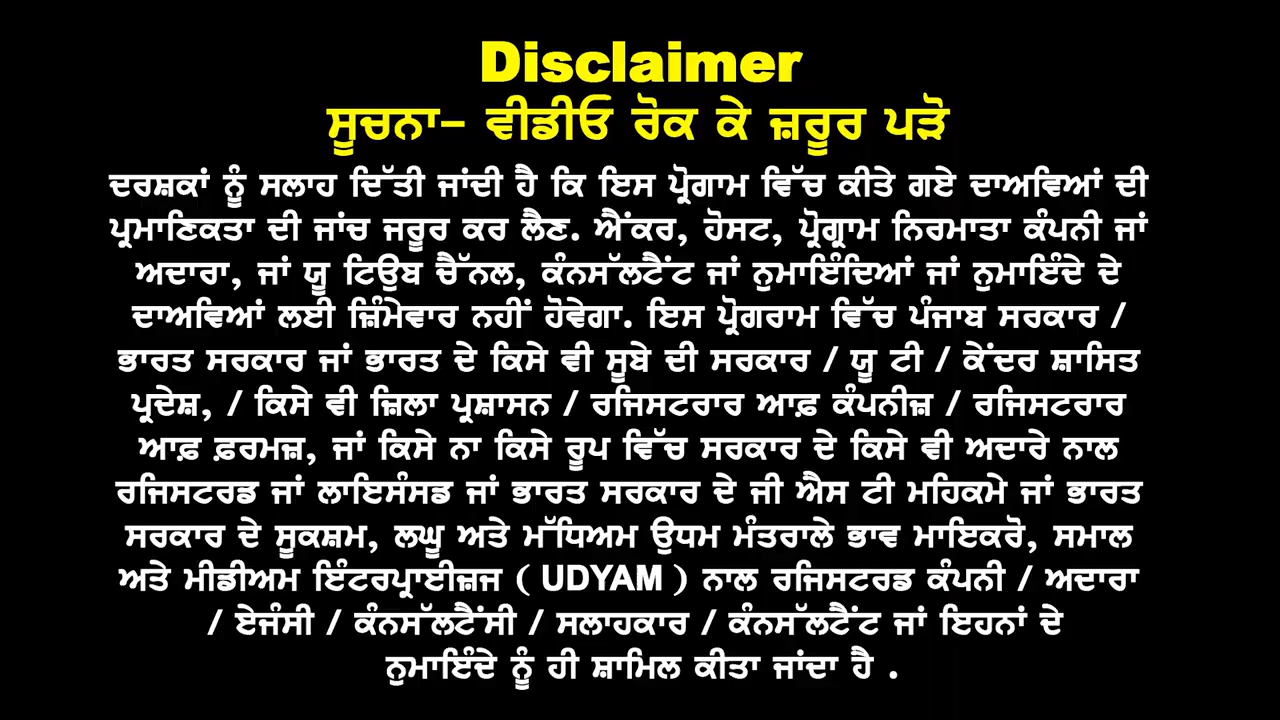 Disclaimer
ਸੂਚਨਾ- ਵੀਡੀਓ ਰੋਕ ਕੇ ਜ਼ਰੂਰ ਪੜੋ
ਦਰਸ਼ਕਾਂ ਨੂੰ ਸਲਾਹ ਦਿੱਤੀ ਜਾਂਦੀ ਹੈ ਕਿ ਇਸ ਪ੍ਰੋਗਾਮ ਵਿੱਚ ਕੀਤੇ ਗਏ ਦਾਅਵਿਆਂ ਦੀ
ਪ੍ਰਮਾਣਿਕਤਾ ਦੀ ਜਾਂਚ ਜਰੂਰ ਕਰ ਲੈਣ. ਐਂਕਰ, ਹੋਸਟ, ਪ੍ਰੋਗ੍ਰਾਮ ਨਿਰਮਾਤਾ ਕੰਪਨੀ ਜਾਂ
ਅਦਾਰਾ, ਜਾਂ ਯੂ ਟਿਊਬ ਚੈੱਨਲ, ਕੰਨਸੱਲਟੈਂਟ ਜਾਂ ਨੁਮਾਇੰਦਿਆਂ ਜਾਂ ਨੁਮਾਇੰਦੇ ਦੇ
ਦਾਅਵਿਆਂ ਲਈ ਜ਼ਿੰਮੇਵਾਰ ਨਹੀਂ ਹੋਵੇਗਾ. ਇਸ ਪ੍ਰੋਗਰਾਮ ਵਿੱਚ ਪੰਜਾਬ ਸਰਕਾਰ /
ਭਾਰਤ ਸਰਕਾਰ ਜਾਂ ਭਾਰਤ ਦੇ ਕਿਸੇ ਵੀ ਸੂਬੇ ਦੀ ਸਰਕਾਰ / ਯੂ ਟੀ / ਕੇਂਦਰ ਸ਼ਾਸਿਤ
ਪ੍ਰਦੇਸ਼, / ਕਿਸੇ ਵੀ ਜ਼ਿਲਾ ਪ੍ਰਸ਼ਾਸਨ / ਰਜਿਸਟਰਾਰ ਆਫ਼ ਕੰਪਨੀਜ਼ / ਰਜਿਸਟਰਾਰ
ਆਫ਼ ਫ਼ਰਮਜ਼, ਜਾਂ ਕਿਸੇ ਨਾ ਕਿਸੇ ਰੂਪ ਵਿੱਚ ਸਰਕਾਰ ਦੇ ਕਿਸੇ ਵੀ ਅਦਾਰੇ ਨਾਲ
ਰਜਿਸਟਰਡ ਜਾਂ ਲਾਇਸੰਸਡ ਜਾਂ ਭਾਰਤ ਸਰਕਾਰ ਦੇ ਜੀ ਐਸ ਟੀ ਮਹਿਕਮੇ ਜਾਂ ਭਾਰਤ
ਸਰਕਾਰ ਦੇ ਸੂਕਸ਼ਮ, ਲਘੂ ਅਤੇ ਮੱਧਿਅਮ ਉਧਮ ਮੰਤਰਾਲੇ ਭਾਵ ਮਾਇਕਰੋ, ਸਮਾਲ
ਅਤੇ ਮੀਡੀਅਮ ਇੰਟਰਪ੍ਰਾਈਜ਼ਜ ( UDYAM ) ਨਾਲ ਰਜਿਸਟਰਡ ਕੰਪਨੀ / ਅਦਾਰਾ
/ ਏਜੰਸੀ / ਕੰਨਸੱਲਟੈਂਸੀ / ਸਲਾਹਕਾਰ / ਕੰਨਸੱਲਟੈਂਟ ਜਾਂ ਇਹਨਾਂ ਦੇ
ਨੁਮਾਇੰਦੇ ਨੂੰ ਹੀ ਸ਼ਾਮਿਲ ਕੀਤਾ ਜਾਂਦਾ ਹੈ .